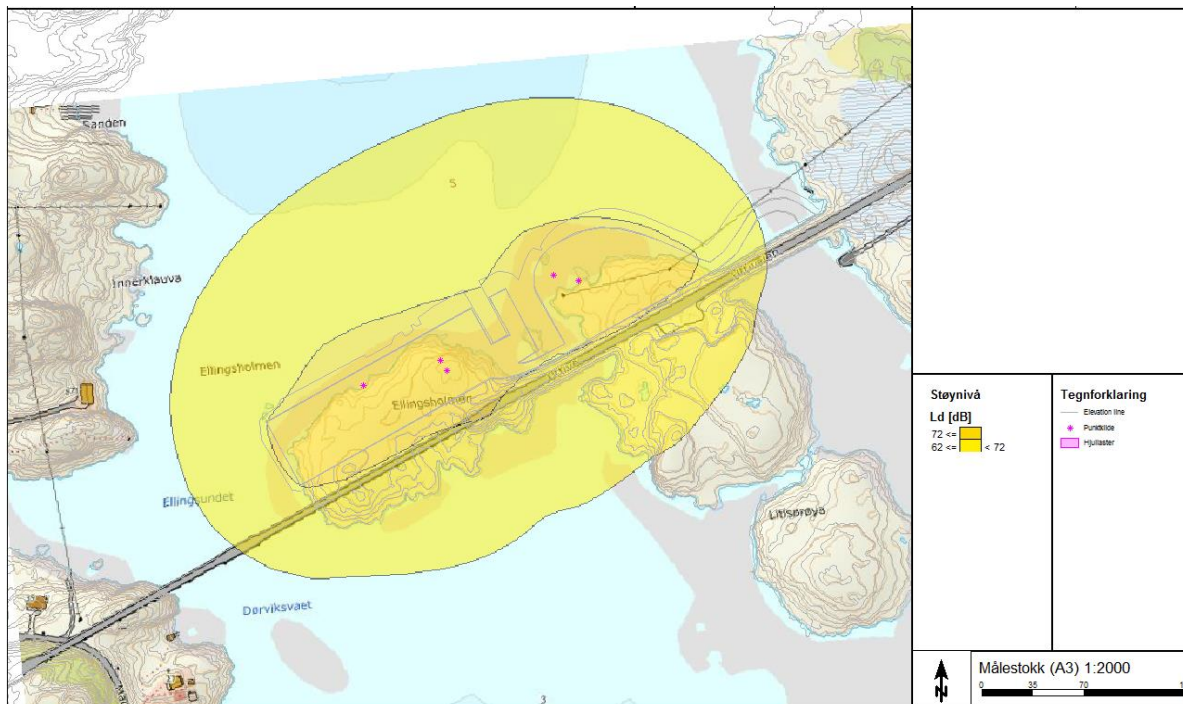 Sanden
5
Innerklauva
Ellingsholmen
Ellingsholmen
Ellingsundet
Litlsørøya
Dørviksvaet
3
Støynivå
Ld [dB]
72 <=
62 <= < 72
Tegnforklaring
Elevation line
Punktkilde
Hjullaster
N
Målestokk (A3) 1:2000
0 35 70